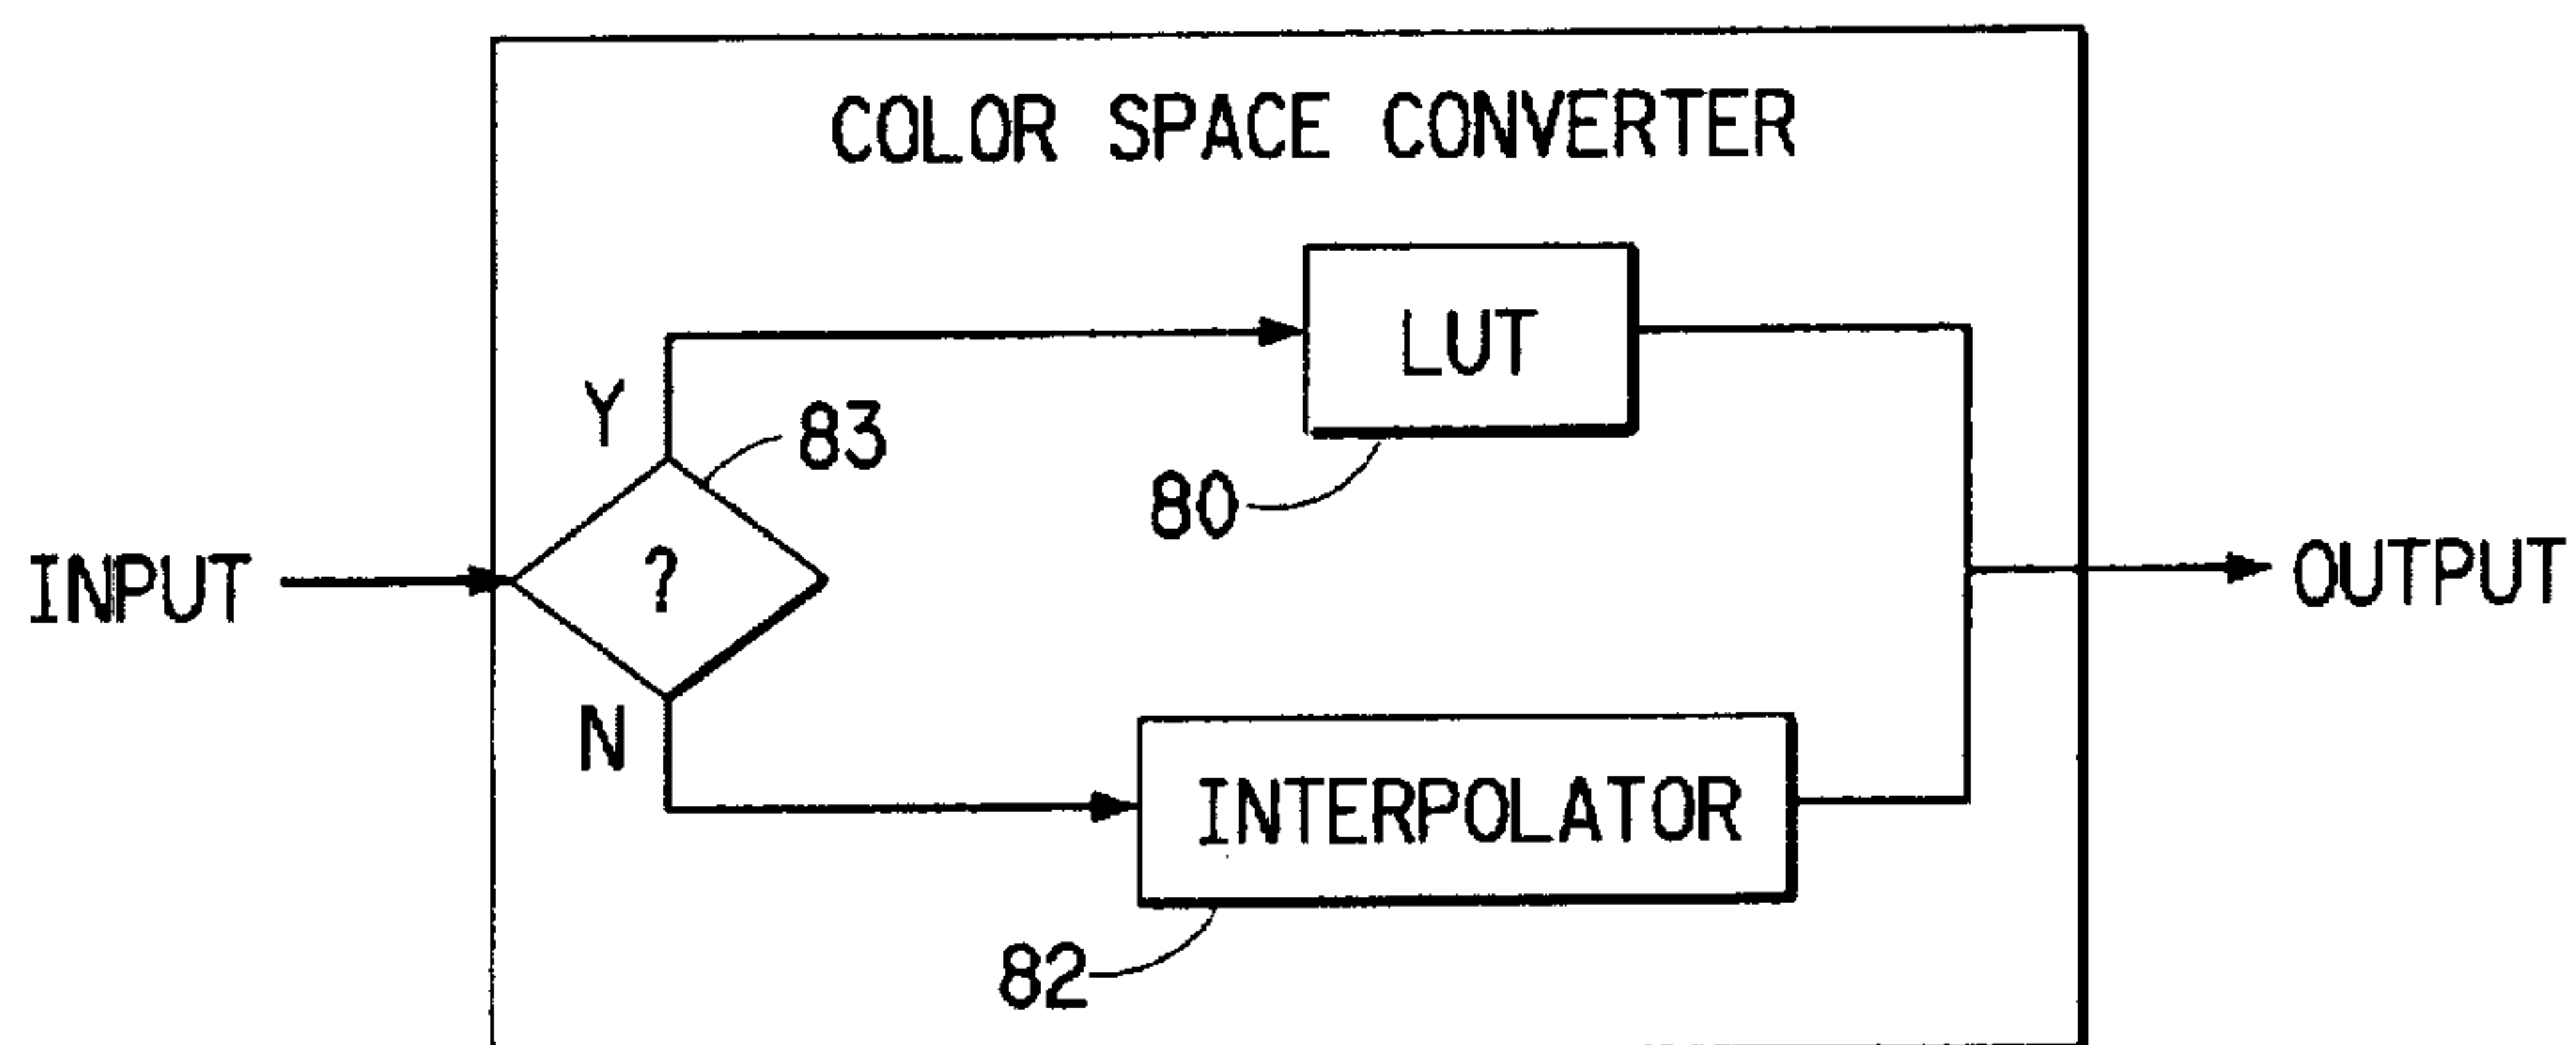 COLOR SPACE CONVERTER
LUT
Y
83
80
INPUT
?
OUTPUT
N
INTERPOLATOR
82